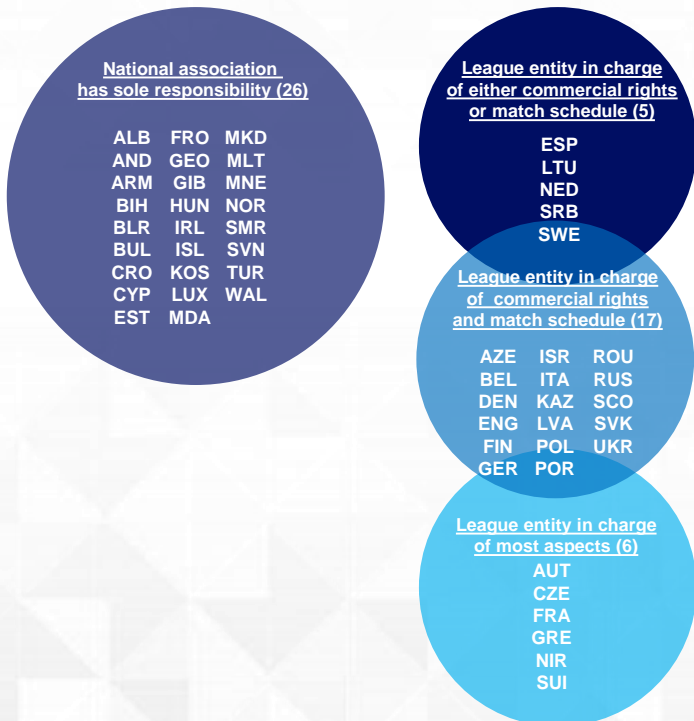 National association
has sole responsibility (26)
ALB FRO MKD
AND GEO MLT
ARM GIB MNE
BIH HUN NOR
BLR IRL SMR
BUL ISL SVN
CRO KOS TUR
CYP LUX WAL
EST MDA
League entity in charge
of either commercial rights
or match schedule (5)
ESP
LTU
NED
SRB
SWE
League entity in charge
of commercial rights
and match schedule (17)
AZE ISR ROU
BEL ITA RUS
DEN KAZ SCO
ENG LVA SVK
FIN POL UKR
GER POR
League entity in charge
of most aspects (6)
AUT
CZE
FRA
GRE
NIR
SUI